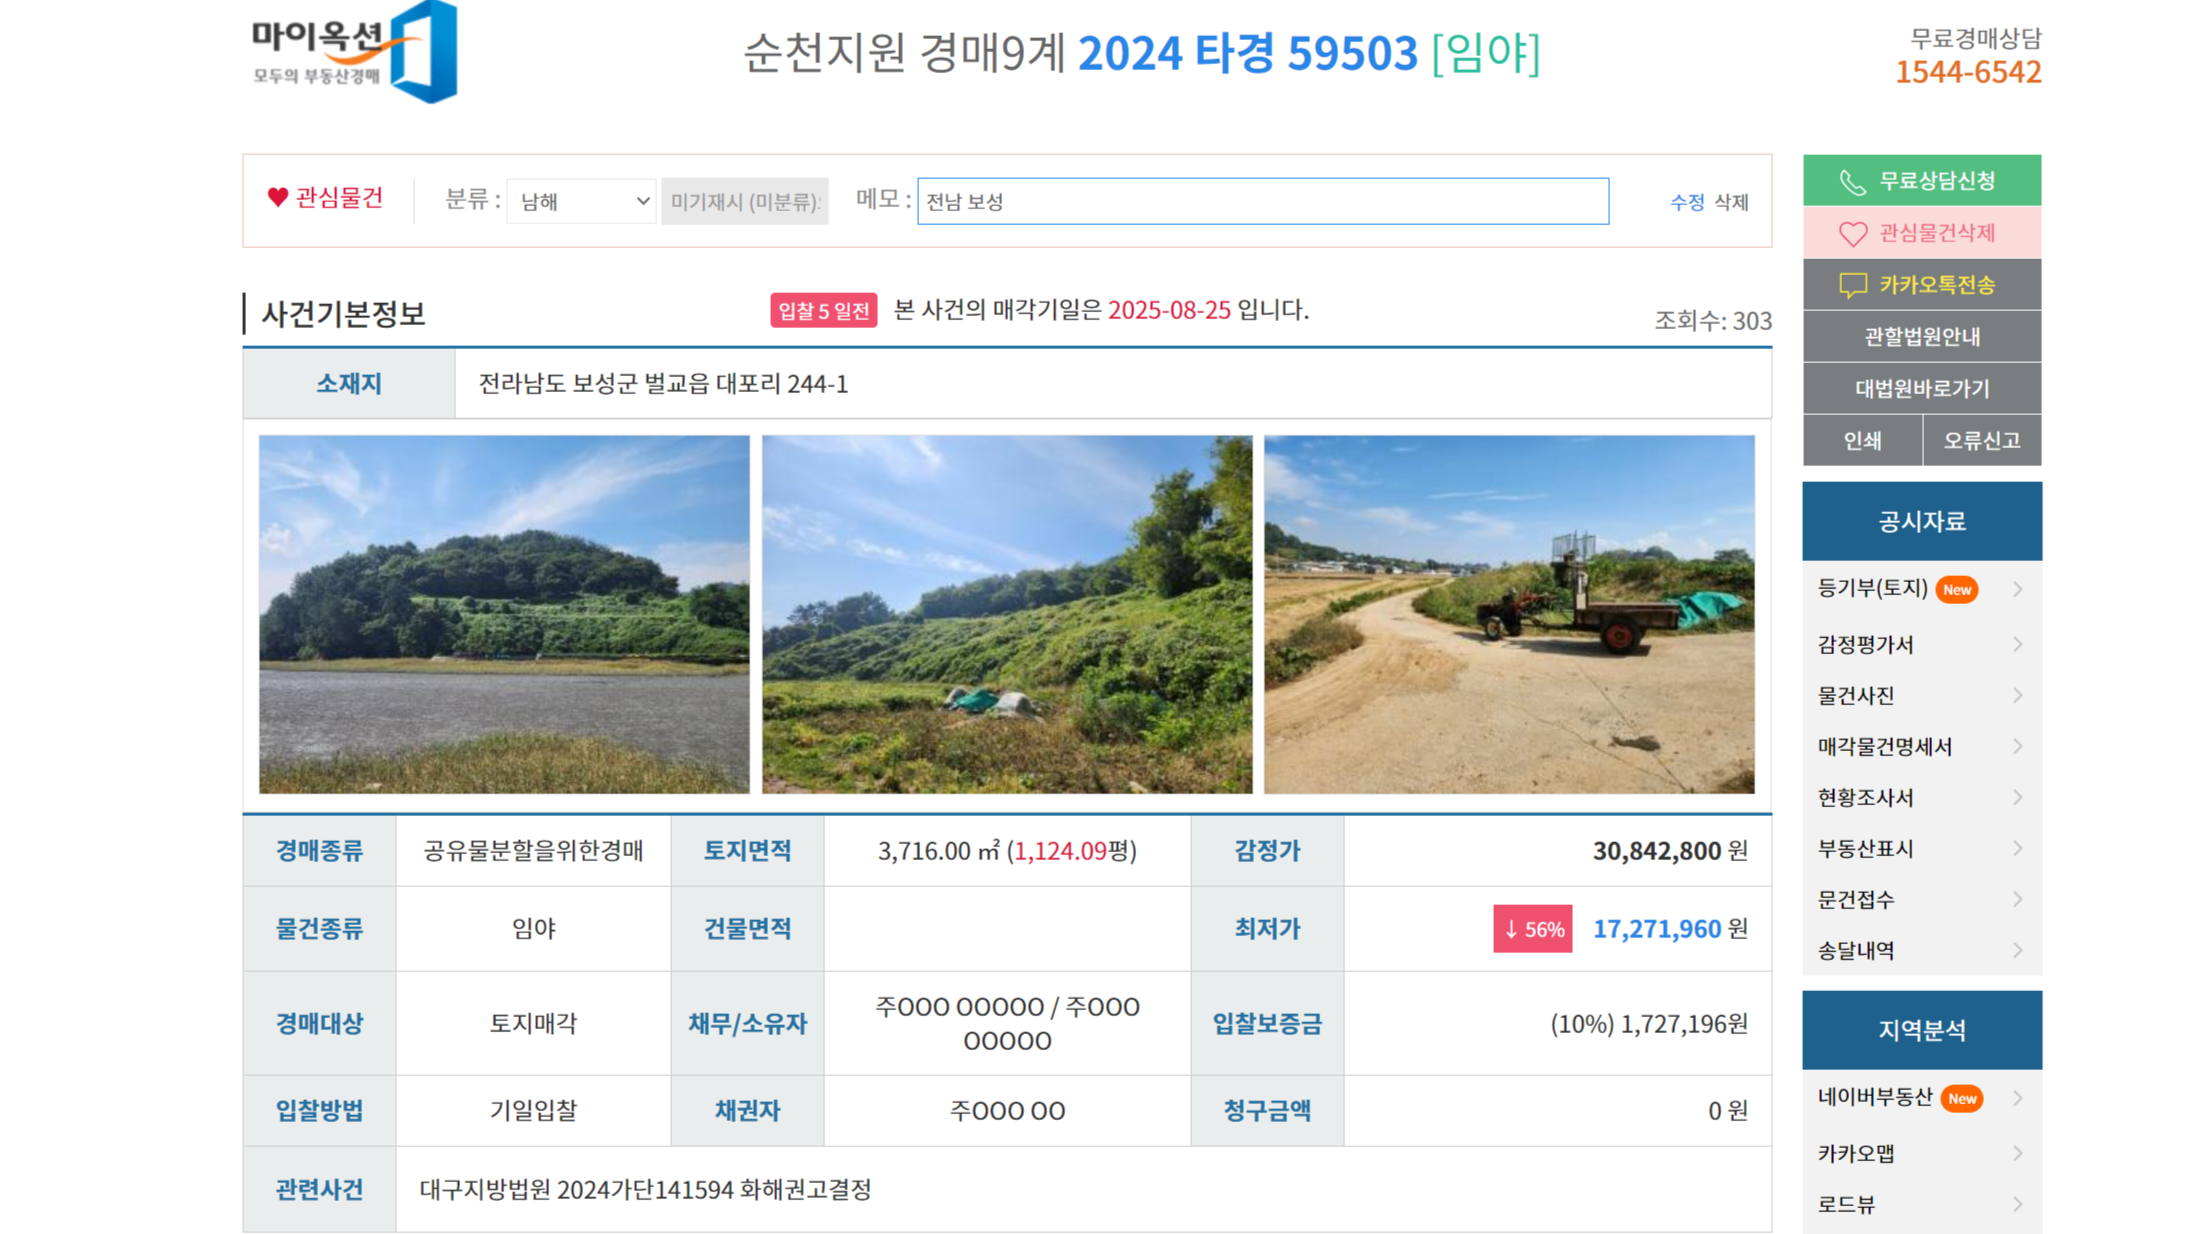 마이옥션
모두의 부동산경매
순천지원 경매9계 2024 타경 59503 [임야]
무료경매상담
1544-6542
♥ 관심물건 분류 : 남해 미기재시 (미분류): 메모 : 전남 보성 수정 삭제
사건기본정보 입찰 5 일전 본 사건의 매각기일은 2025-08-25 입니다. 조회수: 303
소재지 전라남도 보성군 벌교읍 대포리 244-1
경매종류 공유물분할을위한경매 토지면적 3,716.00 ㎡ (1,124.09평) 감정가 30,842,800 원
물건종류 임야 건물면적 최저가 ↓ 56% 17,271,960 원
경매대상 토지매각 채무/소유자 주OOO OOOOO / 주OOO
OOOOO
입찰보증금 (10%) 1,727,196원
입찰방법 기일입찰 채권자 주OOO OO 청구금액 0 원
관련사건 대구지방법원 2024가단141594 화해권고결정
무료상담신청
관심물건삭제
카카오톡전송
관할법원안내
대법원바로가기
인쇄 오류신고
공시자료
등기부(토지) New
감정평가서
물건사진
매각물건명세서
현황조사서
부동산표시
문건접수
송달내역
지역분석
네이버부동산 New
카카오맵
로드뷰